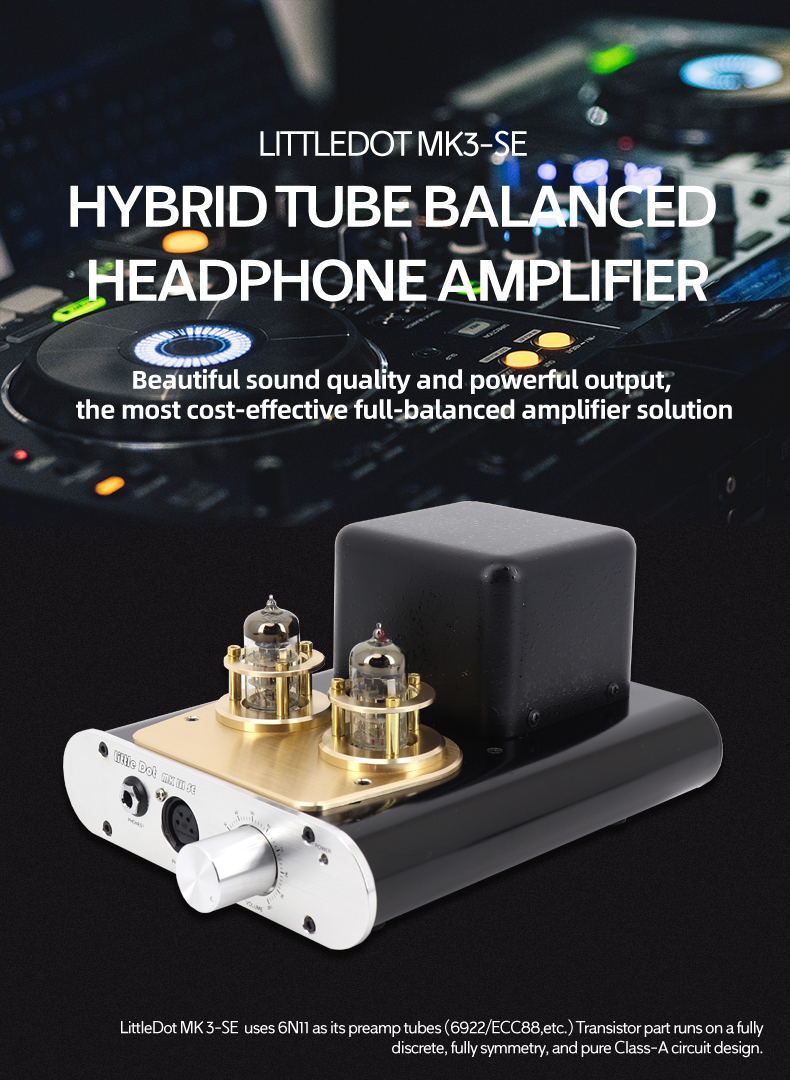 LITTLEDOT MK3-SE
HYBRID TUBE BALANCED
HEADPHONE AMPLIFIER
Beautiful sound quality and powerful output,
the most cost-effective full-balanced amplifier solution
little Dot MK III SE
PHONES1
POWER
VOLUME
LittleDot MK 3-SE uses 6N11 as its preamp tubes (6922/ECC88,etc.) Transistor part runs on a fully
discrete, fully symmetry, and pure Class-A circuit design.